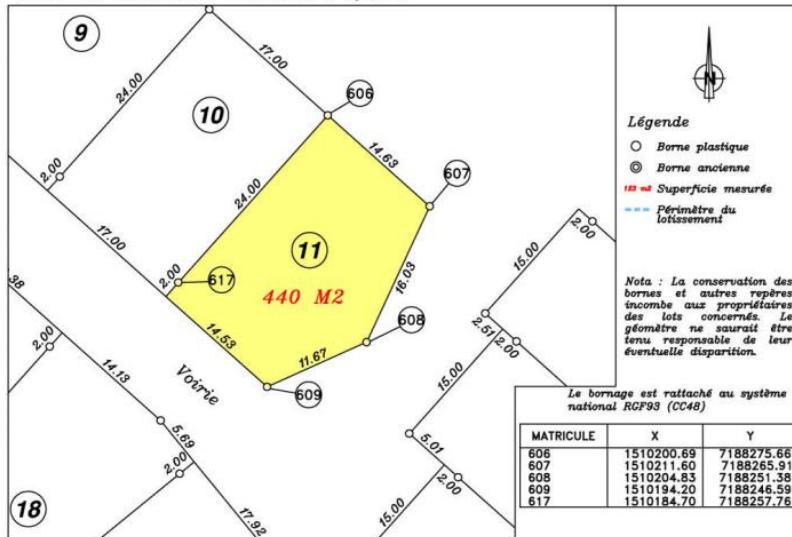 9
24.00
17.00
10
606
2.00
24.00
14.63
607
17.00
11
2.00
617
440 M2
16.03
.38
14.53
608
2.00
14.13
Voirie
11.67
609
5.69
2.00
18
17.92
2.00
15.00
2.51
2.00
15.00
5.01
2.00
15.00
N
Légende
Borne plastique
Borne ancienne
123 m2 Superficie mesurée
Périmètre du
lotissement
Nota : La conservation des
bornes et autres repères
incombe aux propriétaires
des lots concernés. Le
géomètre ne saurait être
tenu responsable de leur
éventuelle disparition.
Le bornage est rattaché au système
national RGF93 (CC48)
MATRICULE X Y
606 1510200.69 7188275.66
607 1510211.60 7188265.91
608 1510204.83 7188251.38
609 1510194.20 7188246.59
617 1510184.70 7188257.76